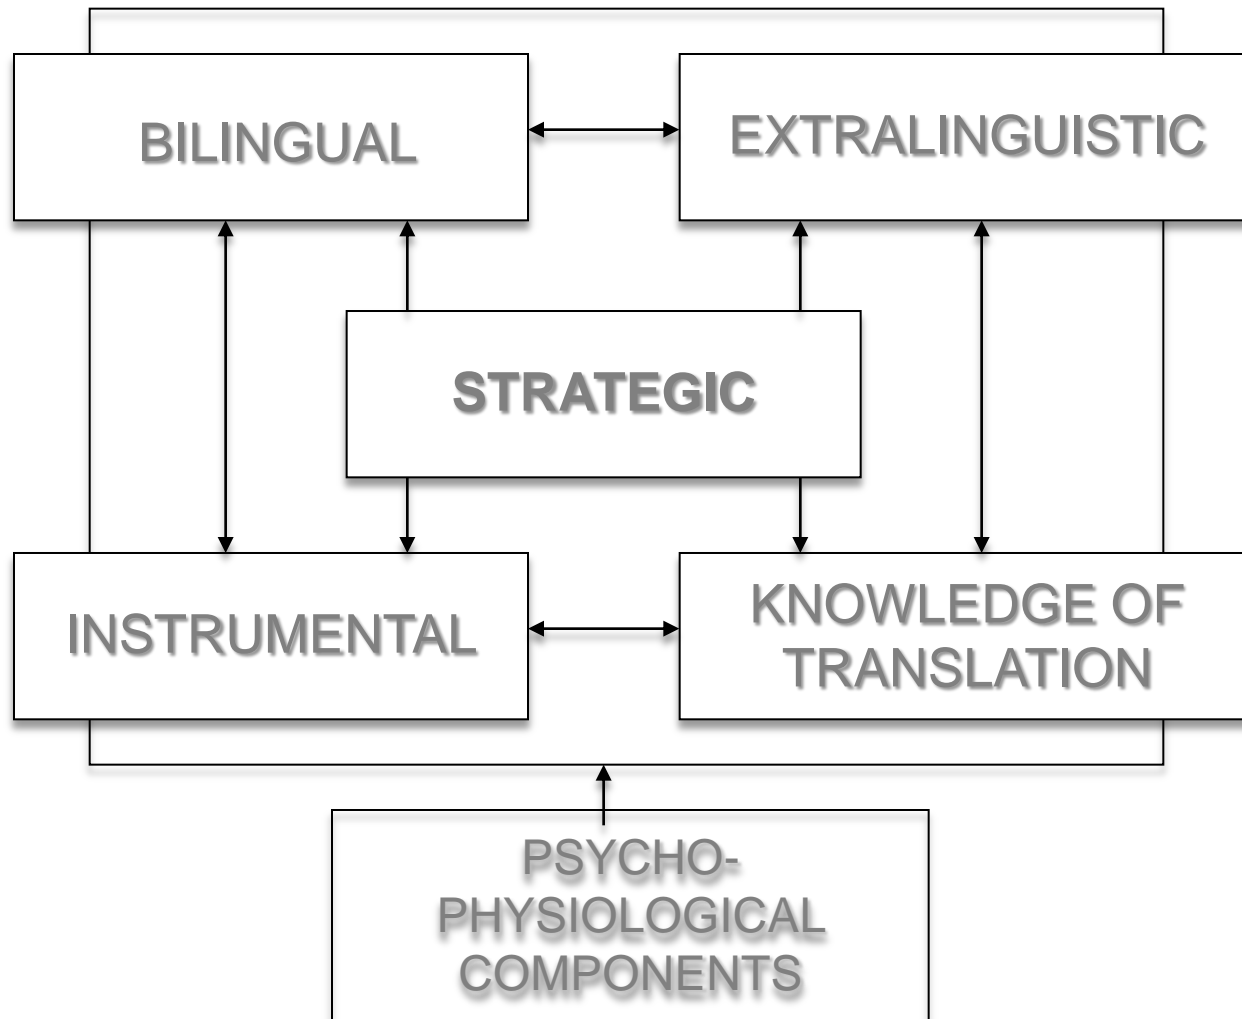 BILINGUAL
EXTRALINGUISTIC
STRATEGIC
INSTRUMENTAL
KNOWLEDGE OF
TRANSLATION
PSYCHO-
PHYSIOLOGICAL
COMPONENTS